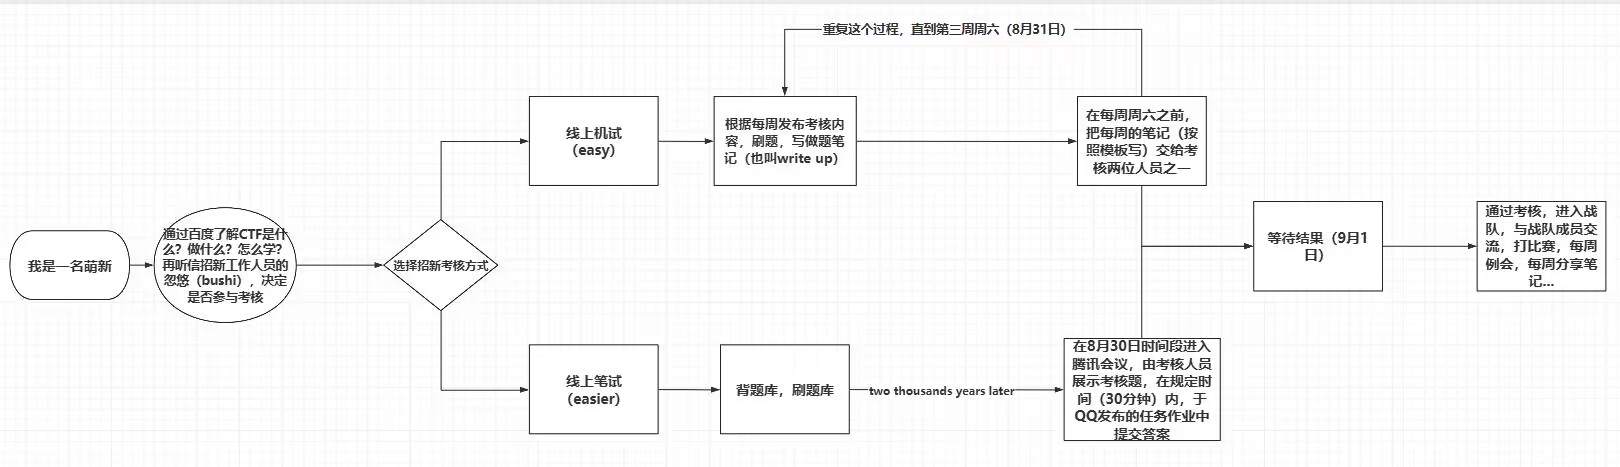 重复这个过程，直到第三周周六（8月31日）
线上机试
（easy）
根据每周发布考核内
容，刷题，写做题笔
记（也叫write up）
在每周周六之前，
把每周的笔记（按
照模板写）交给考
核两位人员之一
我是一名萌新
通过百度了解CTF是什
么？做什么？怎么学？
再听信招新工作人员的
忽悠（bushi），决定
是否参与考核
选择招新考核方式
等待结果（9月1
日）
通过考核，进入战
队，与战队成员交
流，打比赛，每周
例会，每周分享笔
记...
线上笔试
（easier）
背题库，刷题库
two thousands years later
在8月30日时间段进入
腾讯会议，由考核人员
展示考核题，在规定时
间（30分钟）内，于
QQ发布的任务作业中
提交答案